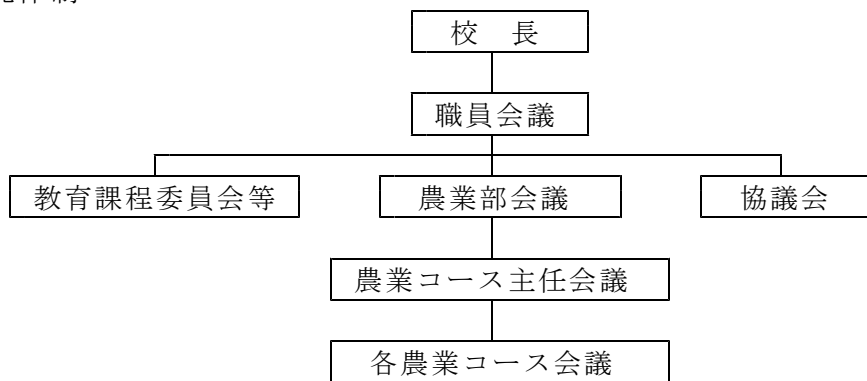 校　長
職員会議
教育課程委員会等　農業部会議　協議会
農業コース主任会議
各農業コース会議